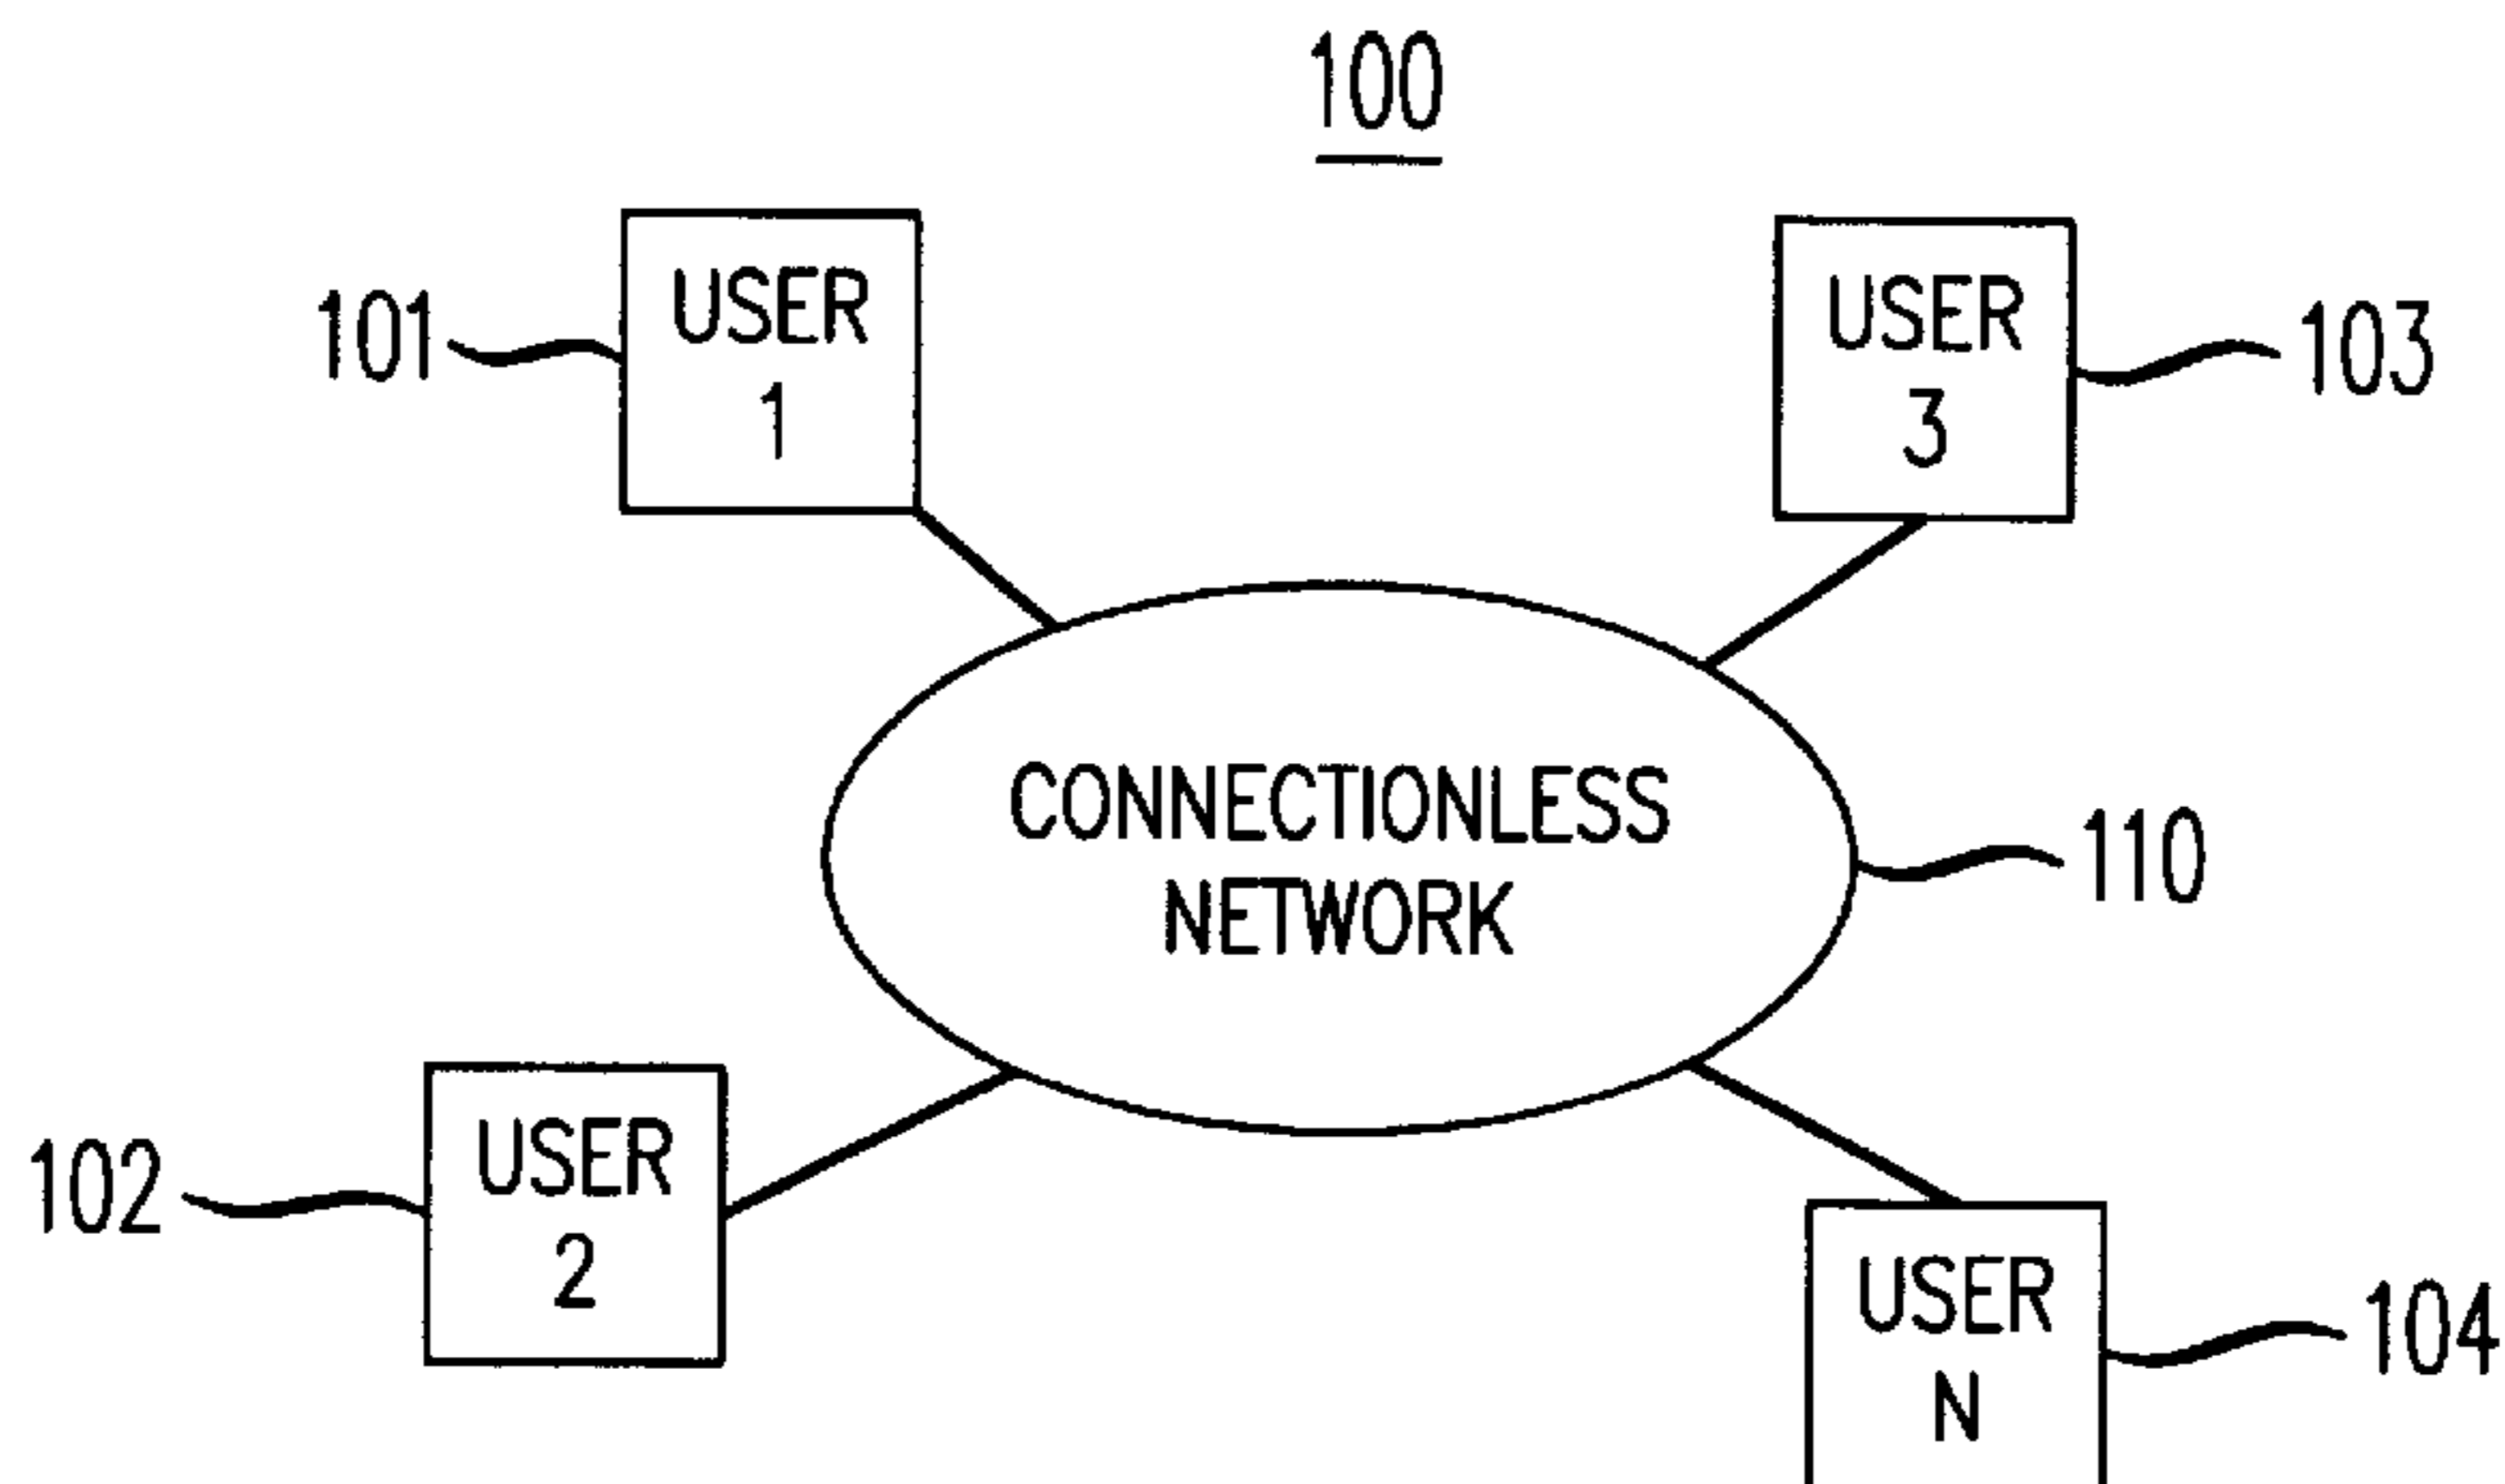 100
101
USER
1
USER
3
103
CONNECTIONLESS
NETWORK
110
102
USER
2
USER
N
104